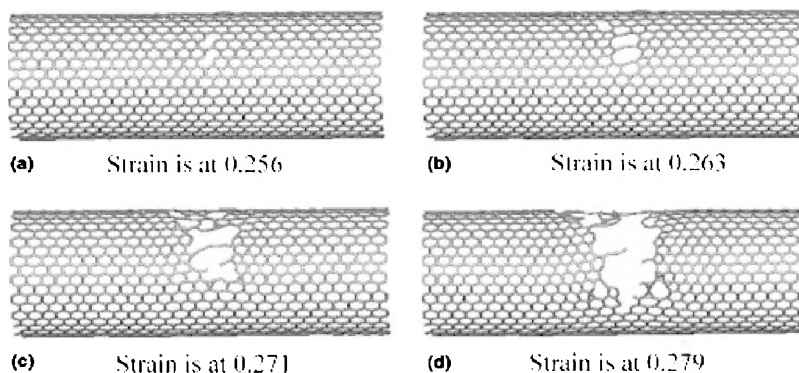 (a) Strain is at 0.256
(b) Strain is at 0.263
(c) Strain is at 0.271
(d) Strain is at 0.279